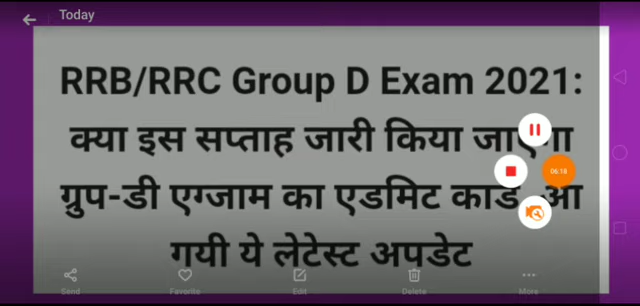 Today
RRB/RRC Group D Exam 2021:
क्या इस सप्ताह जारी किया जाएगा
06:18
ग्रुप-डी एग्जाम का एडमिट कार्ड, आ
गयी ये लेटेस्ट अपडेट
Send Favorite Edit Delete More